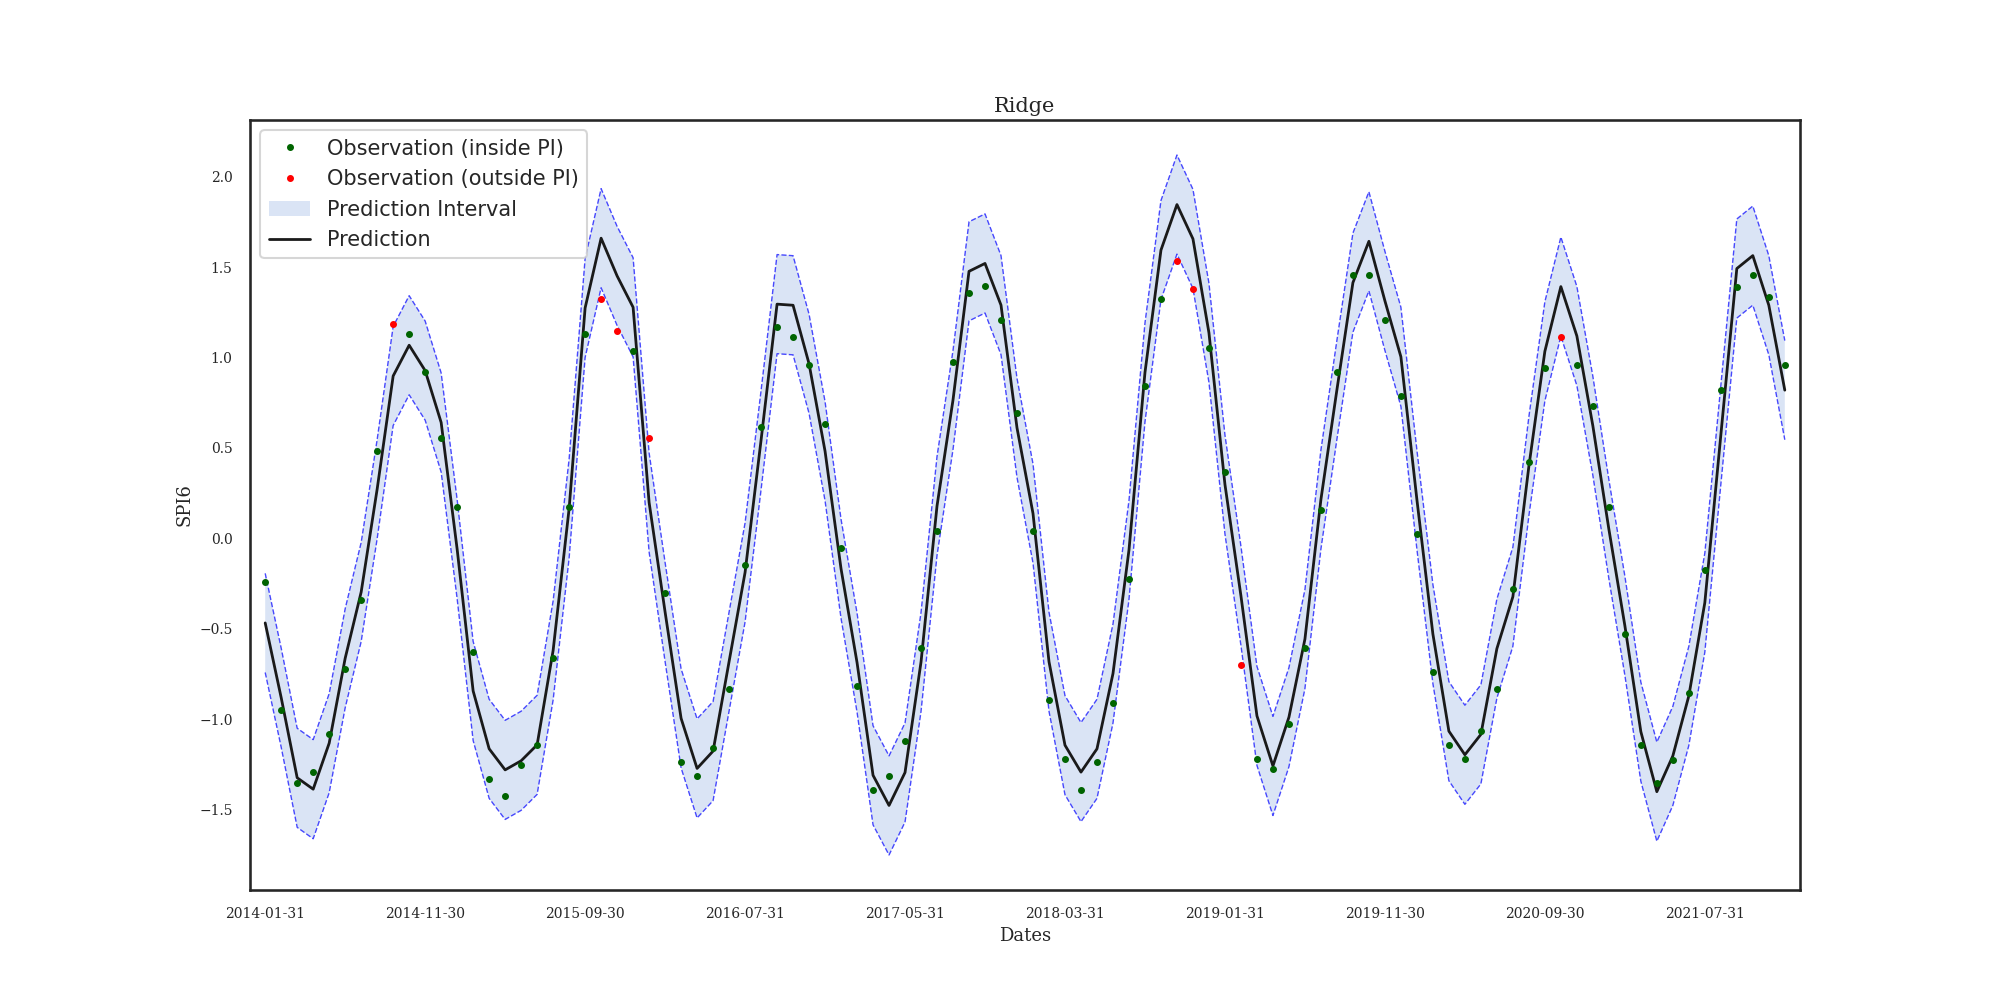 Ridge
Observation (inside PI)
Observation (outside PI)
Prediction Interval
Prediction
2.0
1.5
1.0
0.5
0.0
−0.5
−1.0
−1.5
SPI6
2014-01-31 2014-11-30 2015-09-30 2016-07-31 2017-05-31 2018-03-31 2019-01-31 2019-11-30 2020-09-30 2021-07-31
Dates